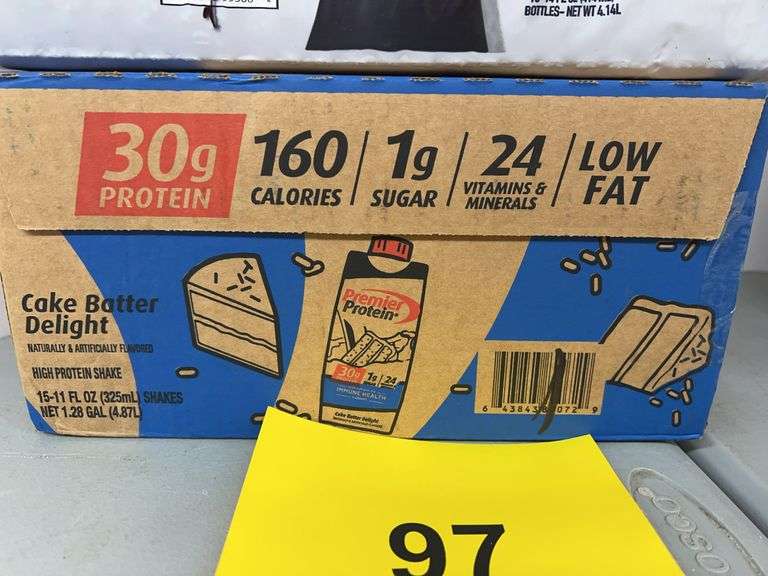 BOTTLES-NET WT 4.14L
30g
PROTEIN
160
CALORIES
1g
SUGAR
24
VITAMINS &
MINERALS
LOW
FAT
Cake Batter
Delight
NATURALLY & ARTIFICIALLY FLAVORED
HIGH PROTEIN SHAKE
15-11 FL OZ (325mL) SHAKES
NET 1.28 GAL (4.87L)
Premier
Protein
30g 1g 24
IMMUNE HEALTH
Cake Batter Delight
97
OSCO